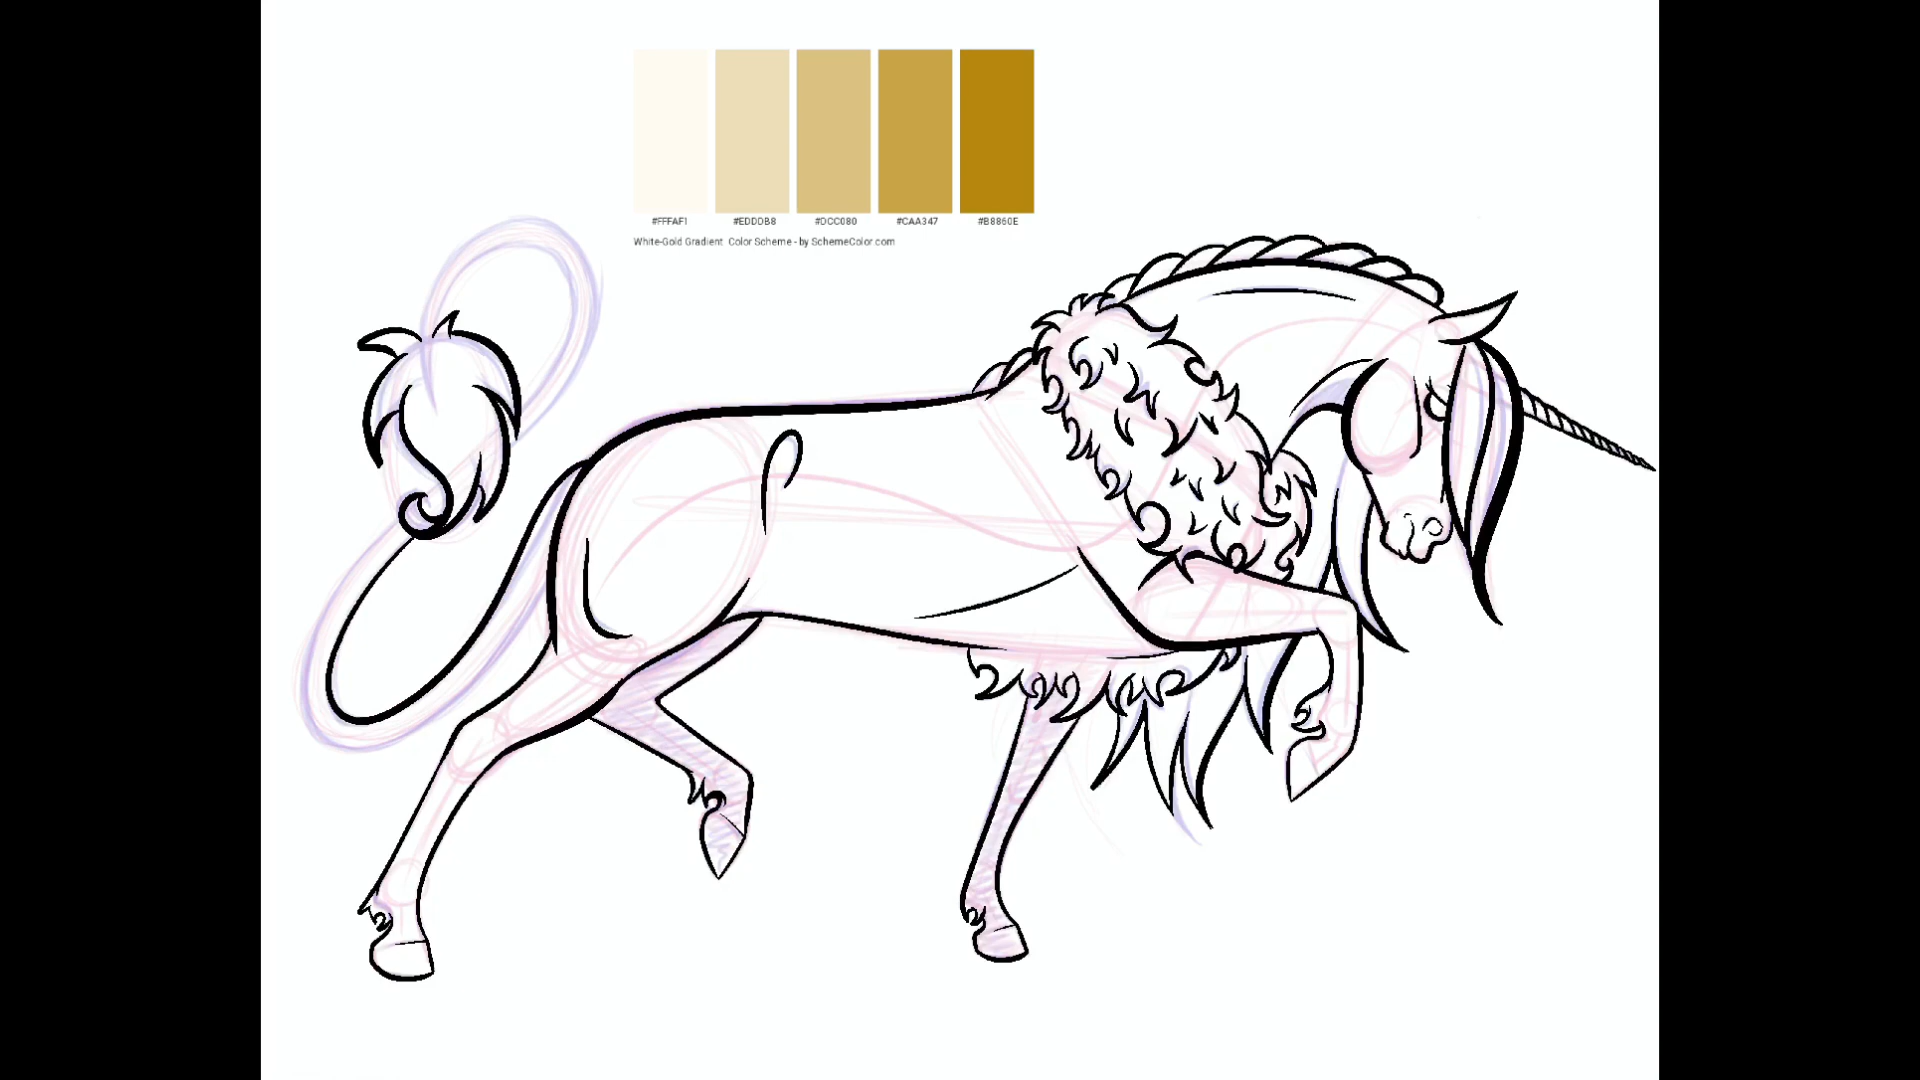 #FFFAF1 #EDDDB8 #DCC080 #CAA347 #B8860E
White-Gold Gradient Color Scheme - by SchemeColor.com